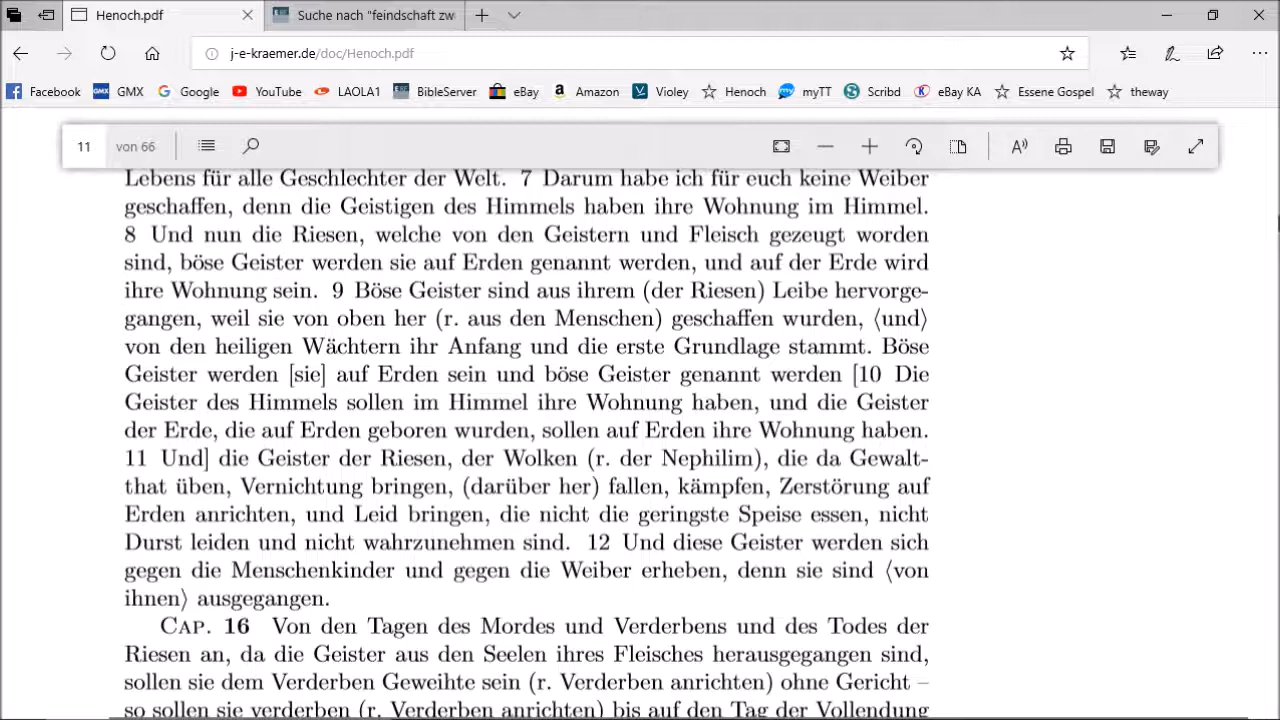 Henoch.pdf
Suche nach "feindschaft zw
j-e-kraemer.de/doc/Henoch.pdf
Facebook GMX Google YouTube LAOLA1 BibleServer eBay Amazon Violey Henoch myTT Scribd eBay KA Essene Gospel theway
11 von 66
Lebens für alle Geschlechter der Welt. 7 Darum habe ich für euch keine Weiber
geschaffen, denn die Geistigen des Himmels haben ihre Wohnung im Himmel.
8 Und nun die Riesen, welche von den Geistern und Fleisch gezeugt worden
sind, böse Geister werden sie auf Erden genannt werden, und auf der Erde wird
ihre Wohnung sein. 9 Böse Geister sind aus ihrem (der Riesen) Leibe hervorge-
gangen, weil sie von oben her (r. aus den Menschen) geschaffen wurden, ⟨und⟩
von den heiligen Wächtern ihr Anfang und die erste Grundlage stammt. Böse
Geister werden [sie] auf Erden sein und böse Geister genannt werden [10 Die
Geister des Himmels sollen im Himmel ihre Wohnung haben, und die Geister
der Erde, die auf Erden geboren wurden, sollen auf Erden ihre Wohnung haben.
11 Und] die Geister der Riesen, der Wolken (r. der Nephilim), die da Gewalt-
that üben, Vernichtung bringen, (darüber her) fallen, kämpfen, Zerstörung auf
Erden anrichten, und Leid bringen, die nicht die geringste Speise essen, nicht
Durst leiden und nicht wahrzunehmen sind. 12 Und diese Geister werden sich
gegen die Menschenkinder und gegen die Weiber erheben, denn sie sind ⟨von
ihnen⟩ ausgegangen.
CAP. 16 Von den Tagen des Mordes und Verderbens und des Todes der
Riesen an, da die Geister aus den Seelen ihres Fleisches herausgegangen sind,
sollen sie dem Verderben Geweihte sein (r. Verderben anrichten) ohne Gericht –
so sollen sie verderben (r. Verderben anrichten) bis auf den Tag der Vollendung